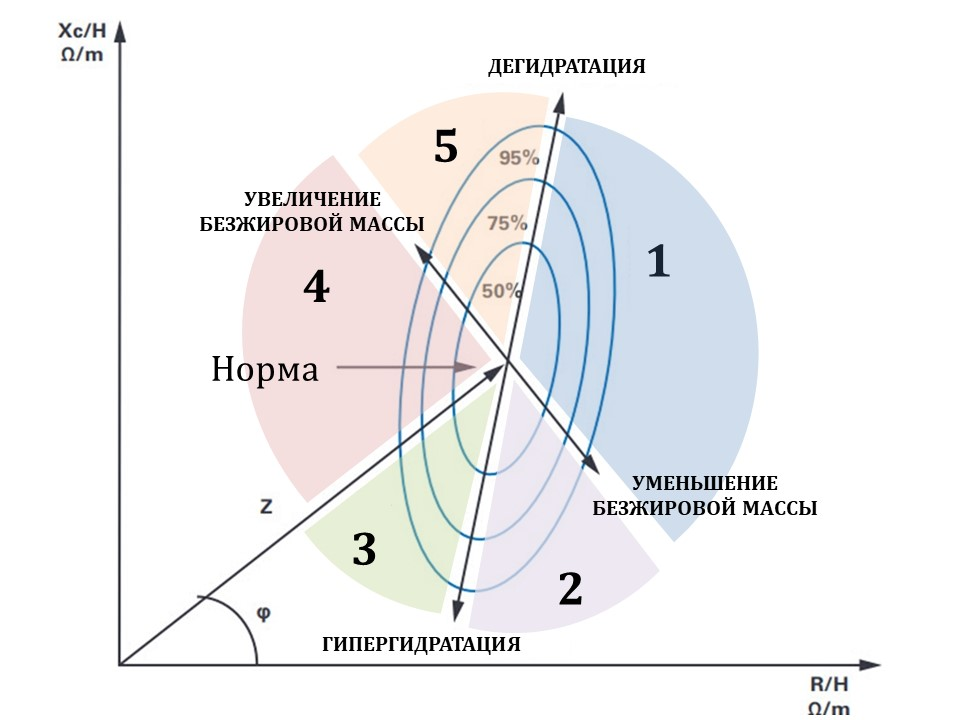 Xc/H
Ω/m
ДЕГИДРАТАЦИЯ
5
95%
УВЕЛИЧЕНИЕ
БЕЗЖИРОВОЙ МАССЫ
75%
1
4
50%
Норма
УМЕНЬШЕНИЕ
БЕЗЖИРОВОЙ МАССЫ
Z
3
2
φ
ГИПЕРГИДРАТАЦИЯ
R/H
Ω/m